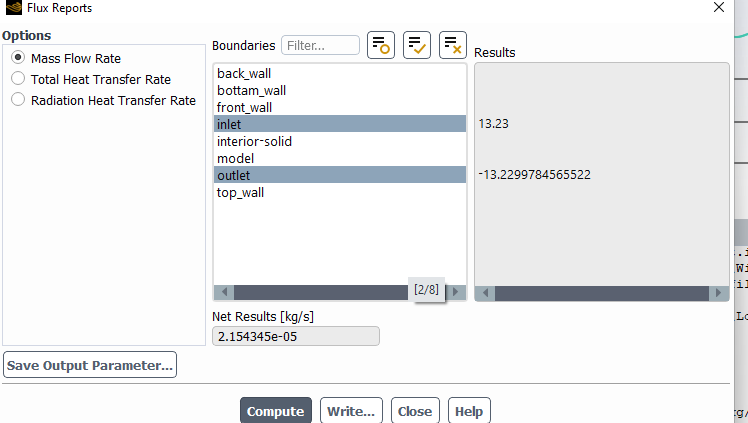 Flux Reports
Options
Mass Flow Rate
Total Heat Transfer Rate
Radiation Heat Transfer Rate
Boundaries Filter...
back_wall
bottam_wall
front_wall
inlet
interior-solid
model
outlet
top_wall
[2/8]
Results
13.23
-13.2299784565522
Net Results [kg/s]
2.154345e-05
Save Output Parameter...
Compute Write... Close Help